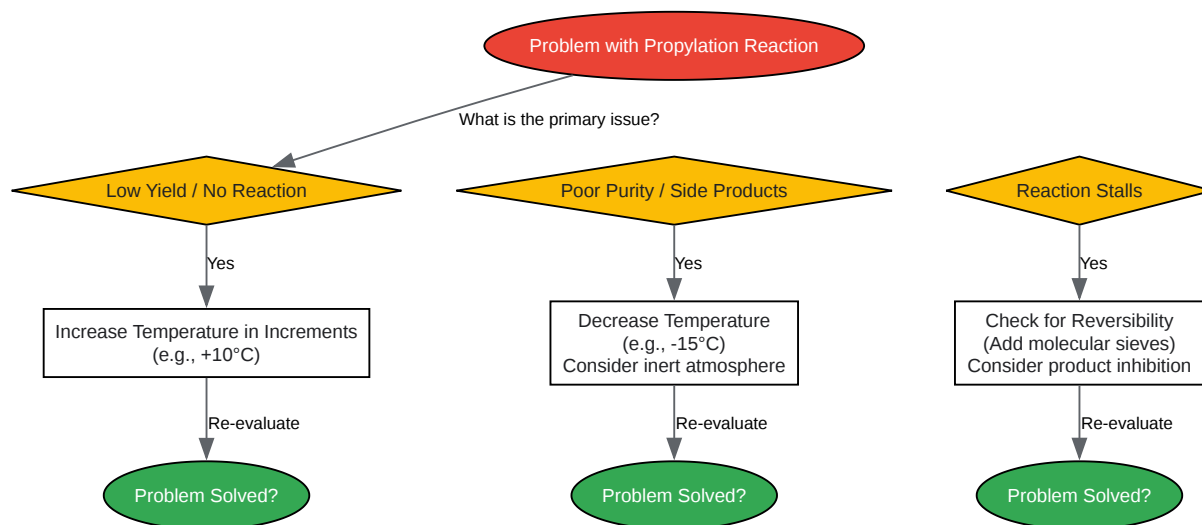 Problem with Propylation Reaction
What is the primary issue?
Low Yield / No Reaction
Poor Purity / Side Products
Reaction Stalls
Yes
Yes
Yes
Increase Temperature in Increments
(e.g., +10°C)
Decrease Temperature
(e.g., -15°C)
Consider inert atmosphere
Check for Reversibility
(Add molecular sieves)
Consider product inhibition
Re-evaluate
Re-evaluate
Re-evaluate
Problem Solved?
Problem Solved?
Problem Solved?